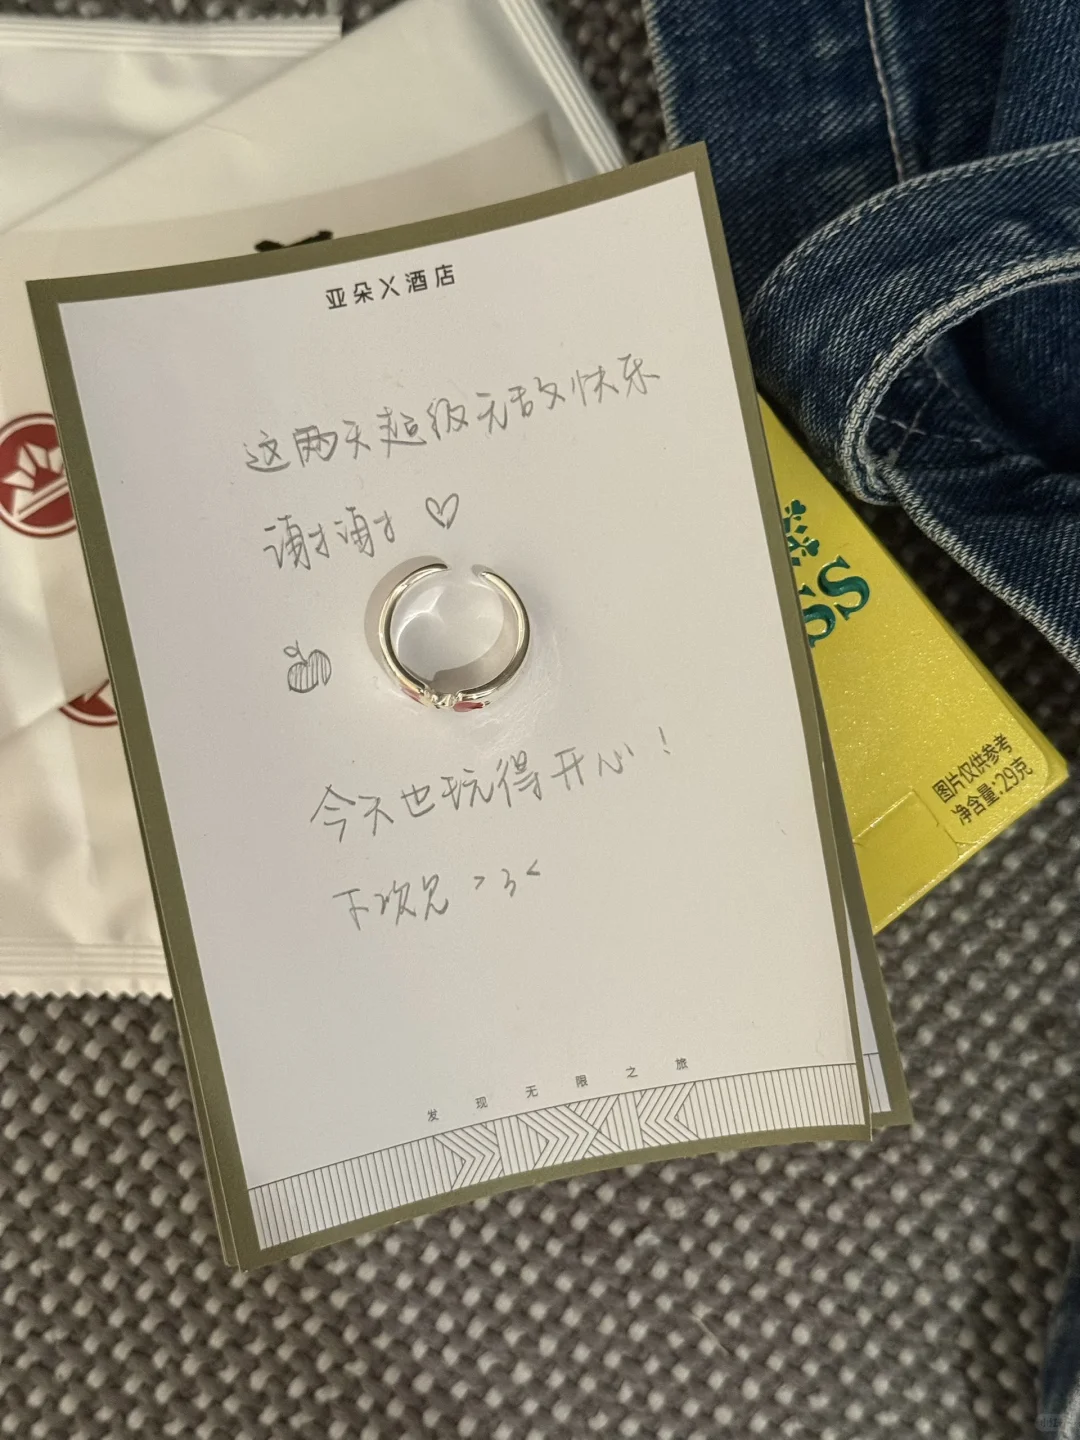 亚朵X酒店
这两天超级无敌快乐
谢谢♡
今天也玩得开心！
下次见 >3<
发现无限之旅
SS
图片仅供参考
净含量:29克